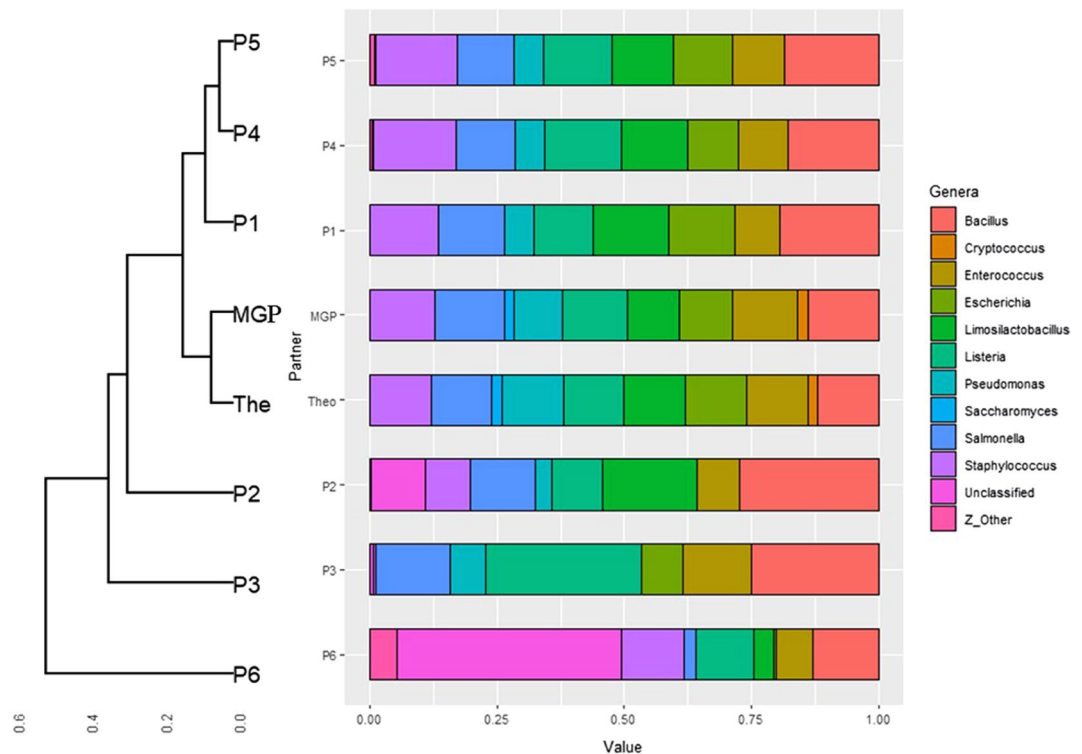 P5
P4
P1
MGP
The
P2
P3
P6
0.6
0.4
0.2
0.0
Partner
P5
P4
P1
MGP
Theo
P2
P3
P6
0.00
0.25
0.50
0.75
1.00
Value
Genera
Bacillus
Cryptococcus
Enterococcus
Escherichia
Limosilactobacillus
Listeria
Pseudomonas
Saccharomyces
Salmonella
Staphylococcus
Unclassified
Z_Other